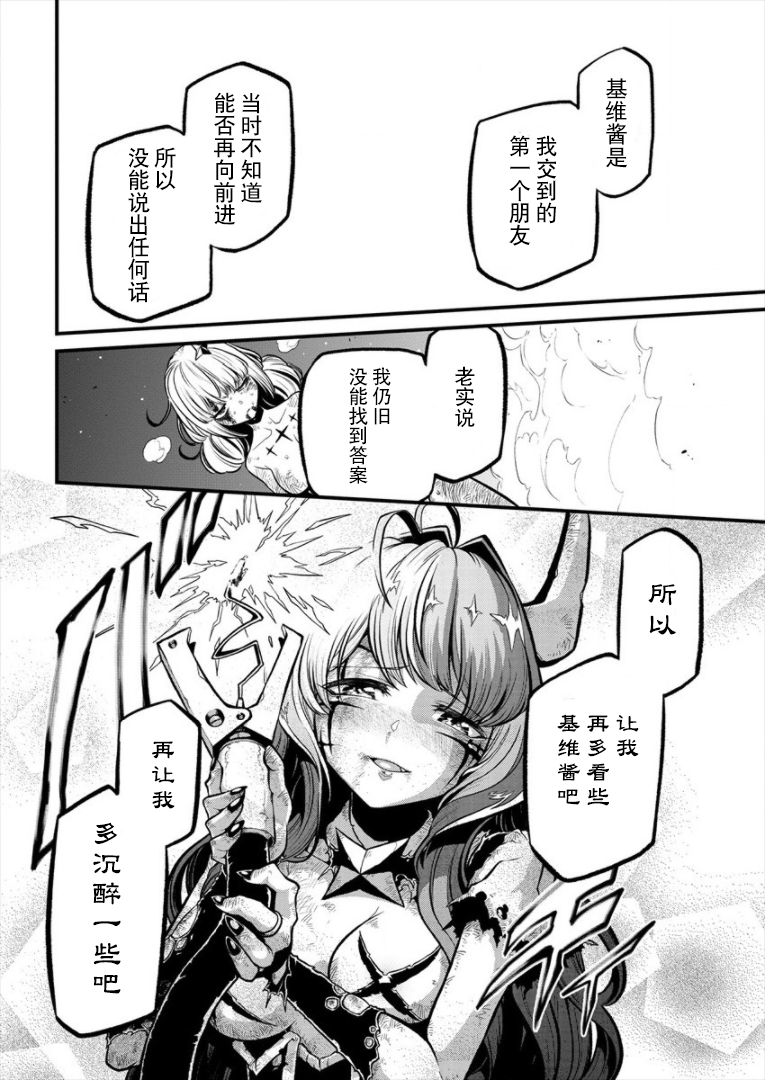 基维酱是
我交到的
第一个朋友
当时不知道
能否再向前进
所以
没能说出任何话
老实说
我仍旧
没能找到答案
所以
让我
再多看些
基维酱吧
再让我
多沉醉一些吧